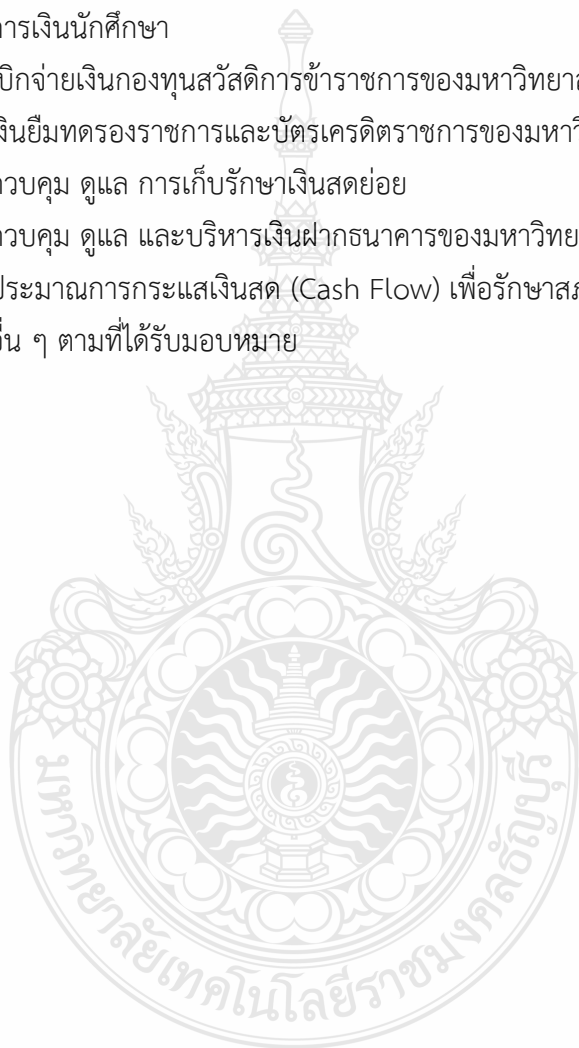 การเงินนักศึกษา
บิกจ่ายเงินกองทุนสวัสดิการข้าราชการของมหาวิทยาล
งินยืมทดรองราชการและบัตรเครดิตราชการของมหาวิ
วบคุม ดูแล การเก็บรักษาเงินสดย่อย
วบคุม ดูแล และบริหารเงินฝากธนาคารของมหาวิทย
ประมาณการกระแสเงินสด (Cash Flow) เพื่อรักษาสภ
อื่น ๆ ตามที่ได้รับมอบหมาย
มหาวิทยาลัยเทคโนโลยีราชมงคลธัญบุรี